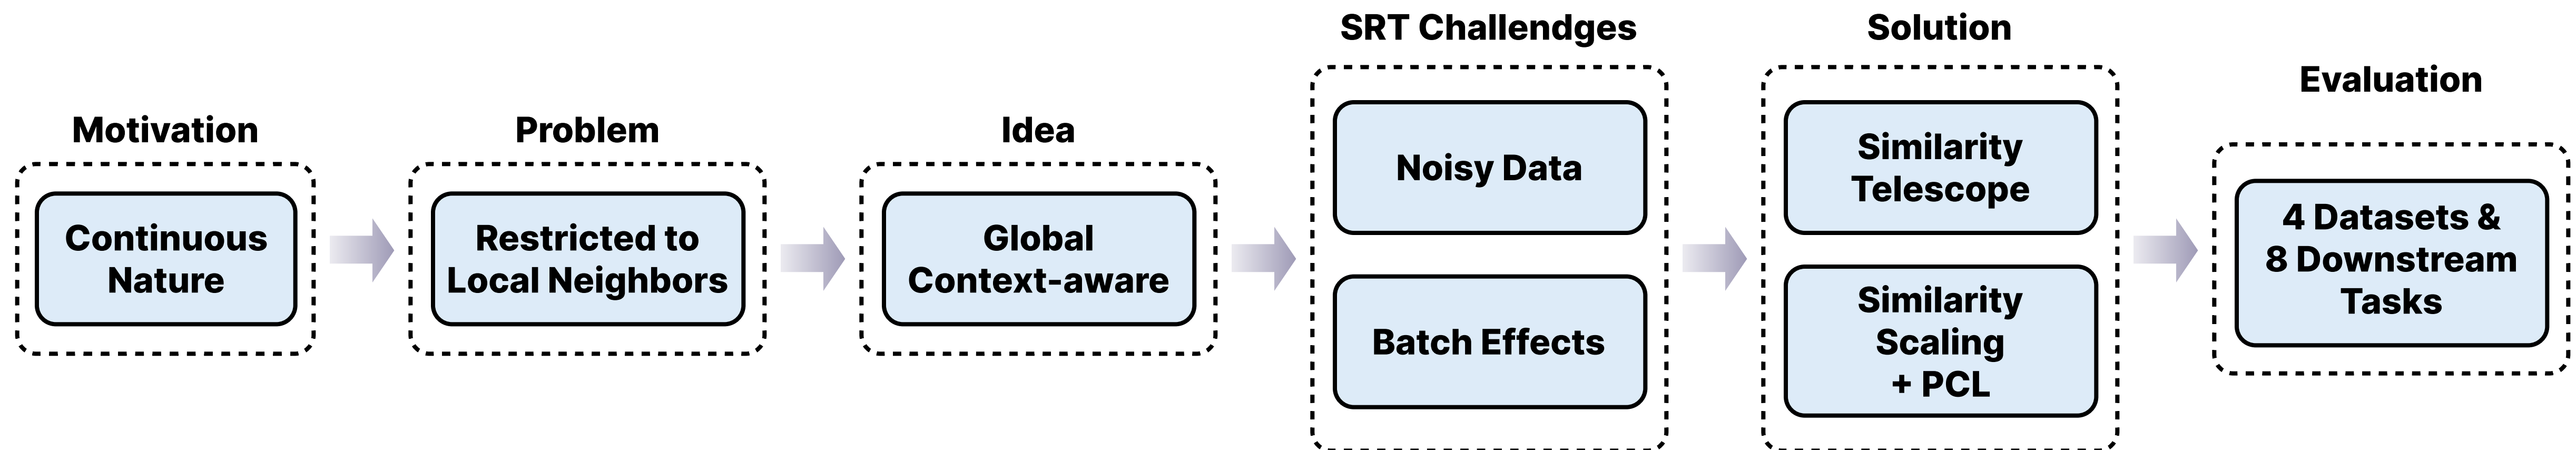 Motivation
Continuous
Nature
Problem
Restricted to
Local Neighbors
Idea
Global
Context-aware
SRT Challendges
Noisy Data
Batch Effects
Solution
Similarity
Telescope
Similarity
Scaling
+ PCL
Evaluation
4 Datasets &
8 Downstream
Tasks